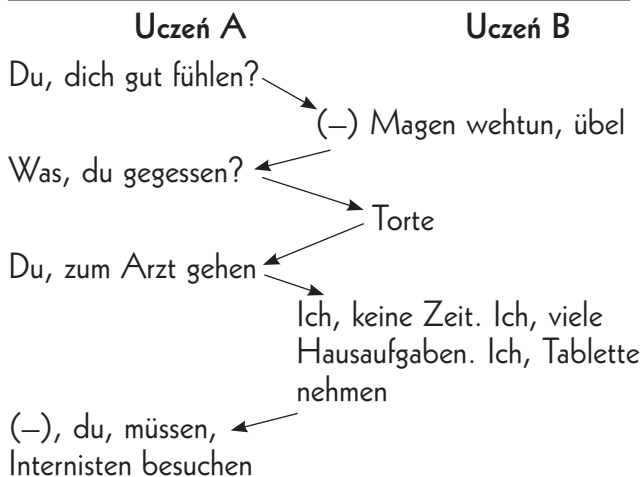 Uczeń A Uczeń B
Du, dich gut fühlen?
(–) Magen wehtun, übel
Was, du gegessen?
Torte
Du, zum Arzt gehen
Ich, keine Zeit. Ich, viele
Hausaufgaben. Ich, Tablette
nehmen
(–), du, müssen,
Internisten besuchen